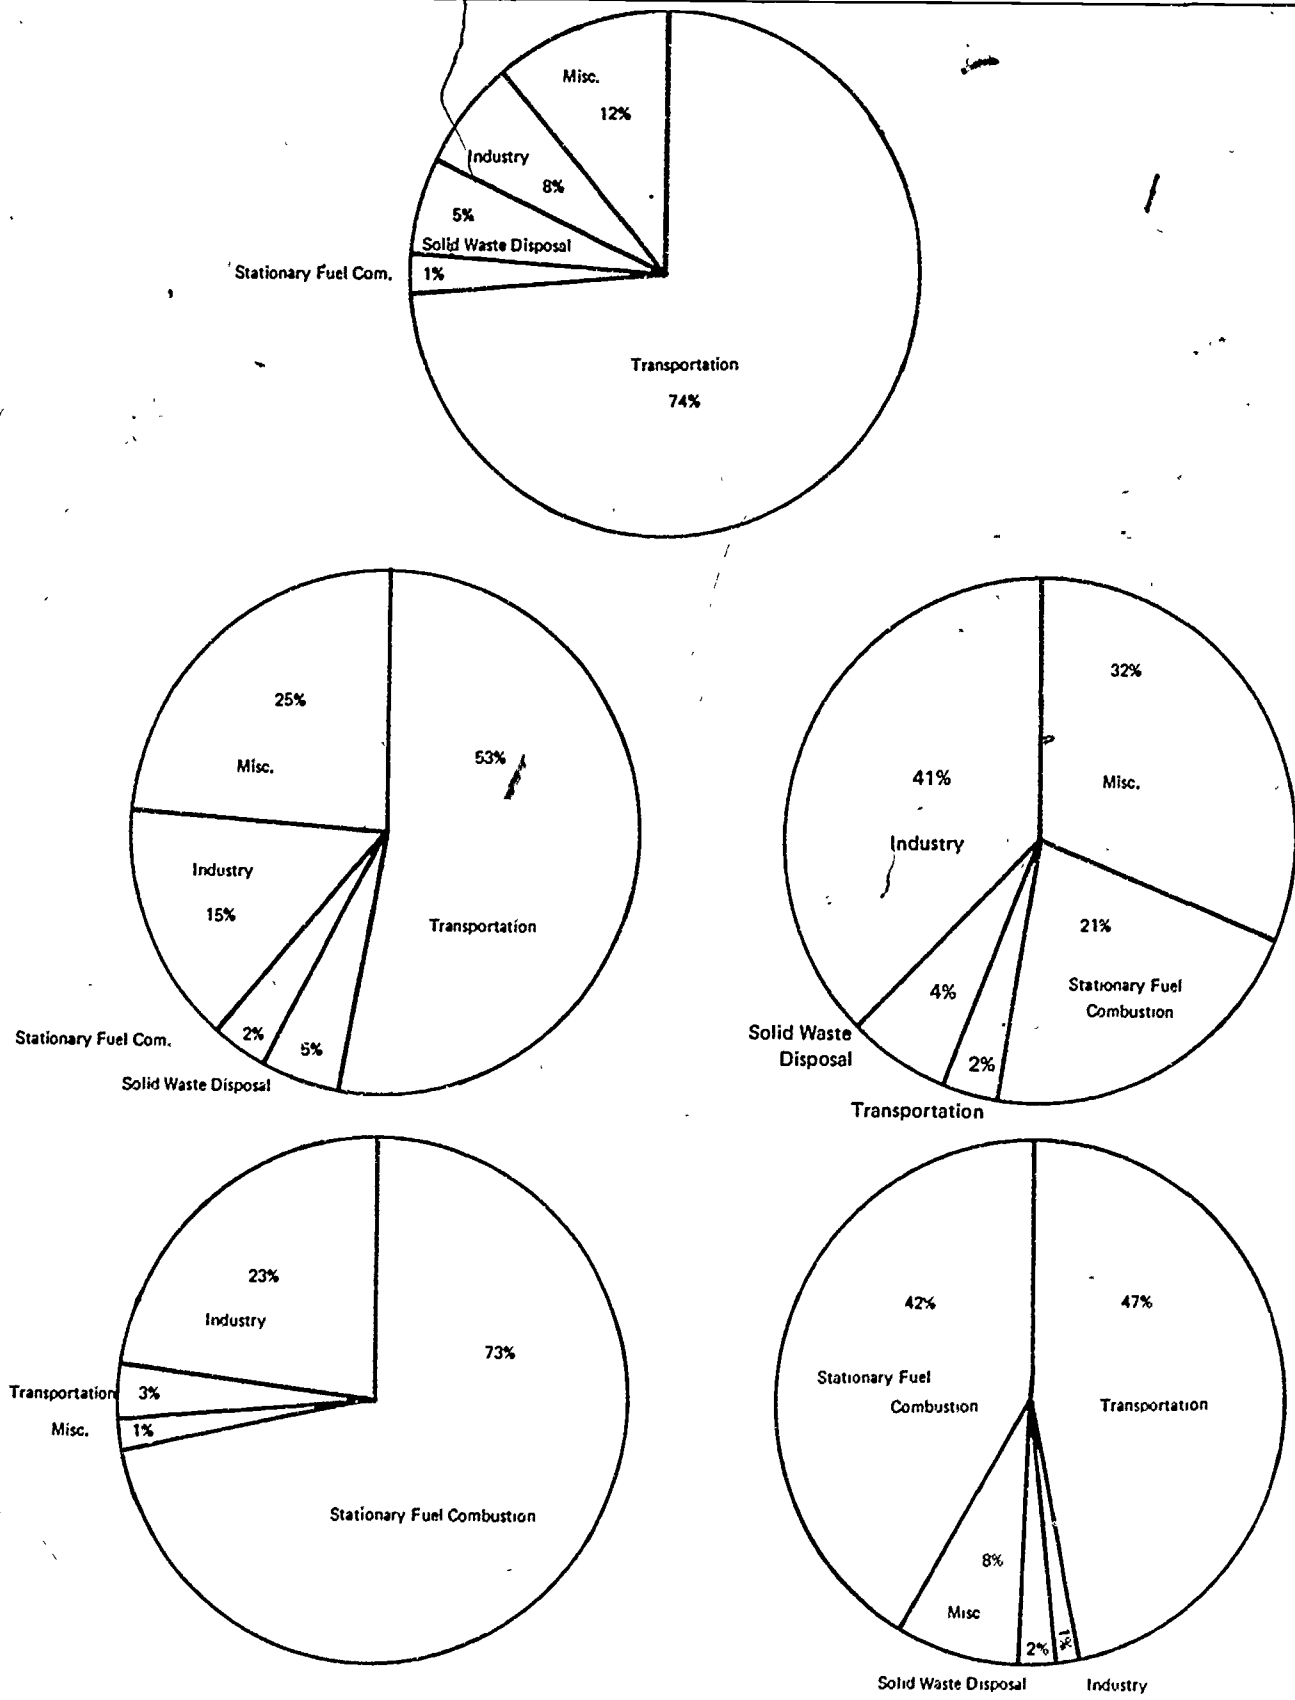 Misc.
12%
Industry
8%
5%
Solid Waste Disposal
Stationary Fuel Com.
1%
Transportation
74%
25%
Misc.
53%
Industry
15%
Transportation
Stationary Fuel Com.
2%
5%
Solid Waste Disposal
32%
41%
Misc.
Industry
21%
Stationary Fuel
Combustion
4%
Solid Waste
Disposal
2%
Transportation
23%
Industry
73%
Transportation
3%
Misc.
1%
Stationary Fuel Combustion
42%
47%
Stationary Fuel
Combustion
Transportation
8%
Misc
2%
1%
Solid Waste Disposal
Industry